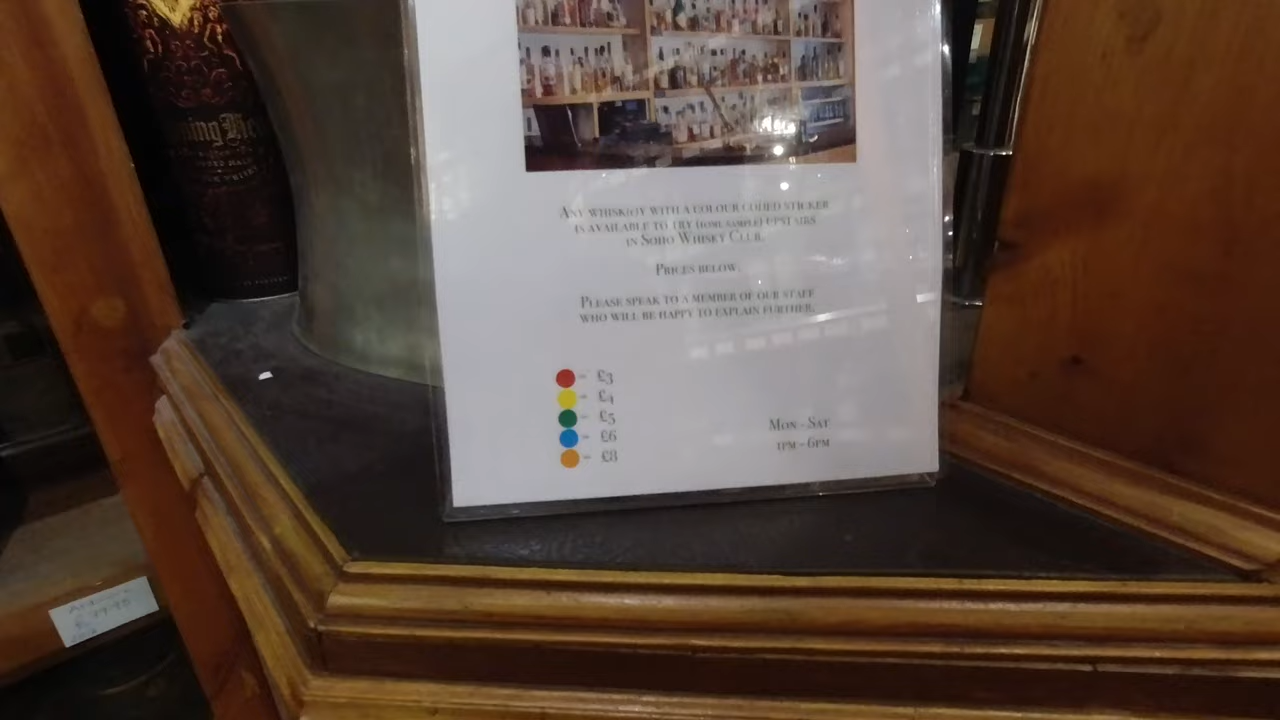 ANY WHISK(E)Y WITH A COLOUR CODED STICKER
IS AVAILABLE TO TRY (10ML SAMPLE) UPSTAIRS
IN SOHO WHISKY CLUB.
PRICES BELOW.
PLEASE SPEAK TO A MEMBER OF OUR STAFF
WHO WILL BE HAPPY TO EXPLAIN FURTHER.
- £3
- £4
- £5
- £6
- £8
MON - SAT
1PM - 6PM